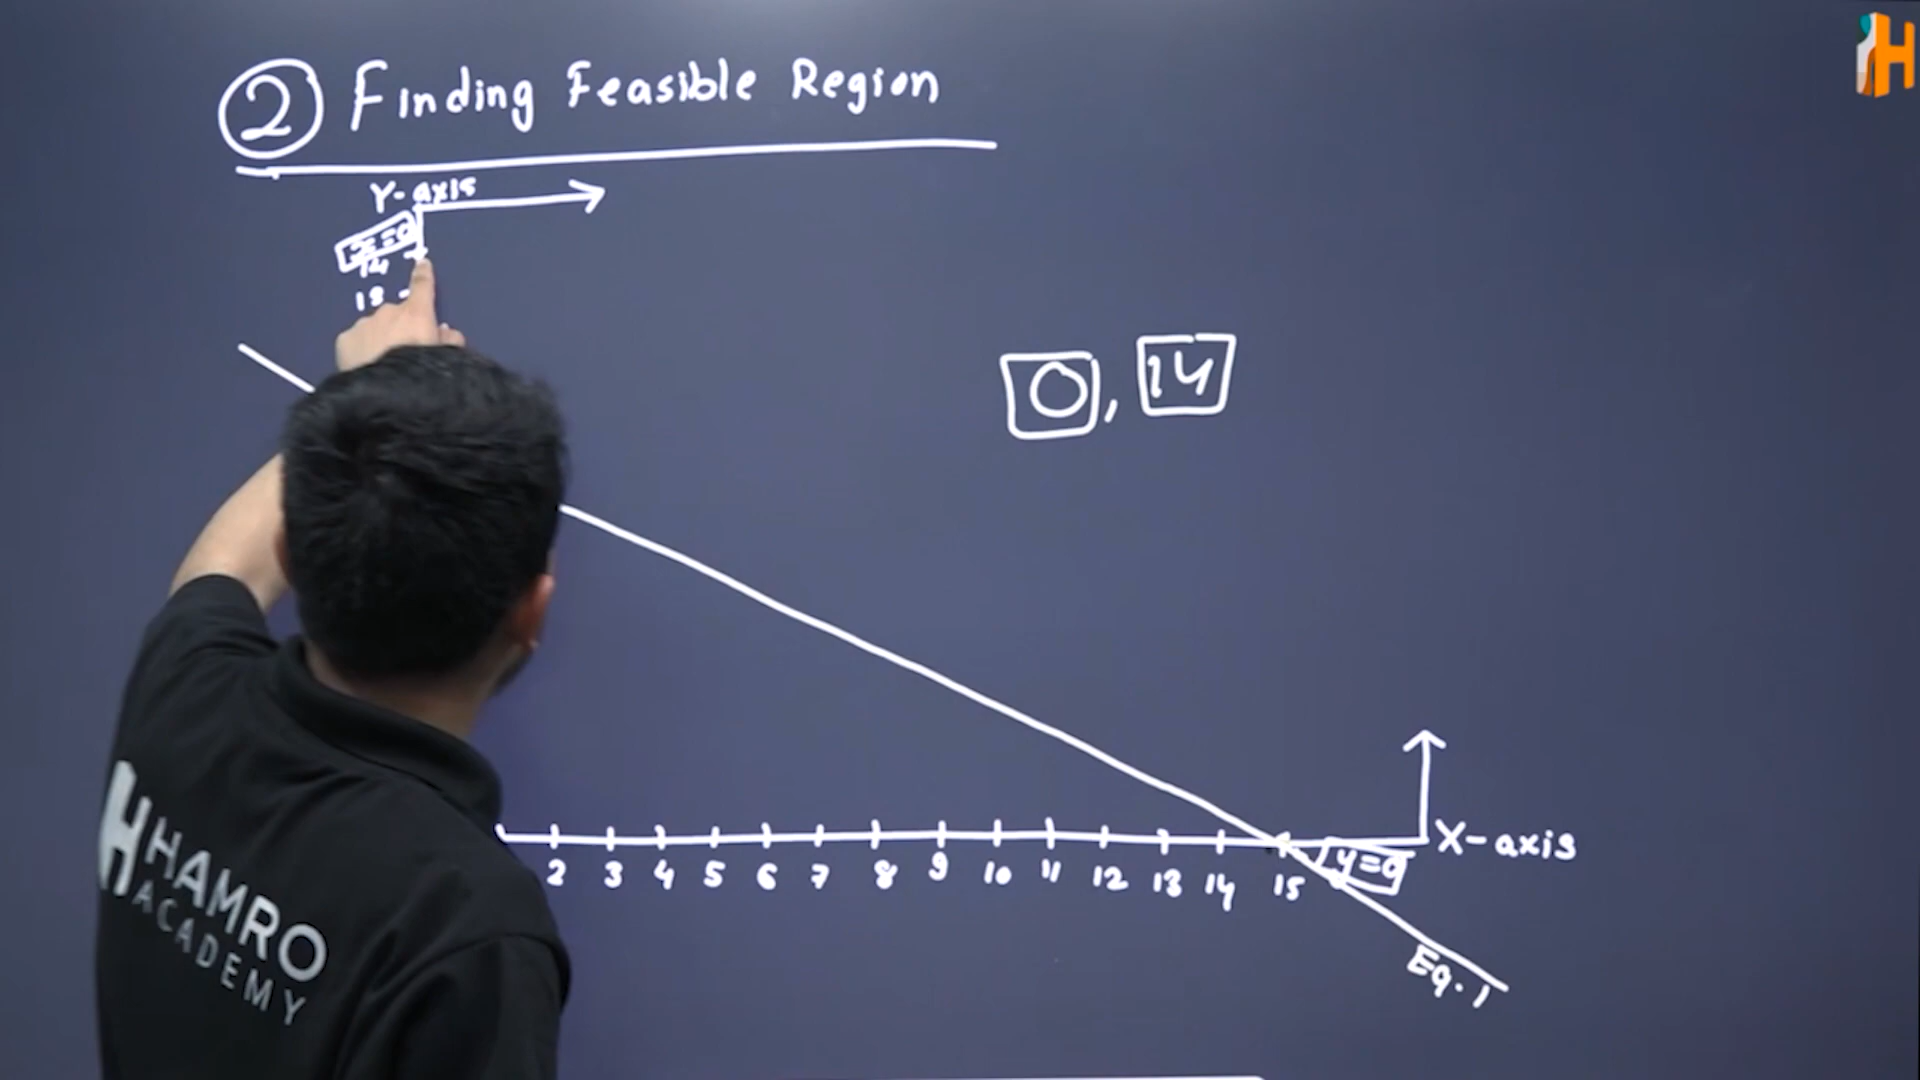 ② Finding Feasible Region
Y-axis
x=0
14
13
0, 14
X-axis
2 3 4 5 6 7 8 9 10 11 12 13 14 15
y=0
Eq. 1
HAMRO
ACADEMY
H